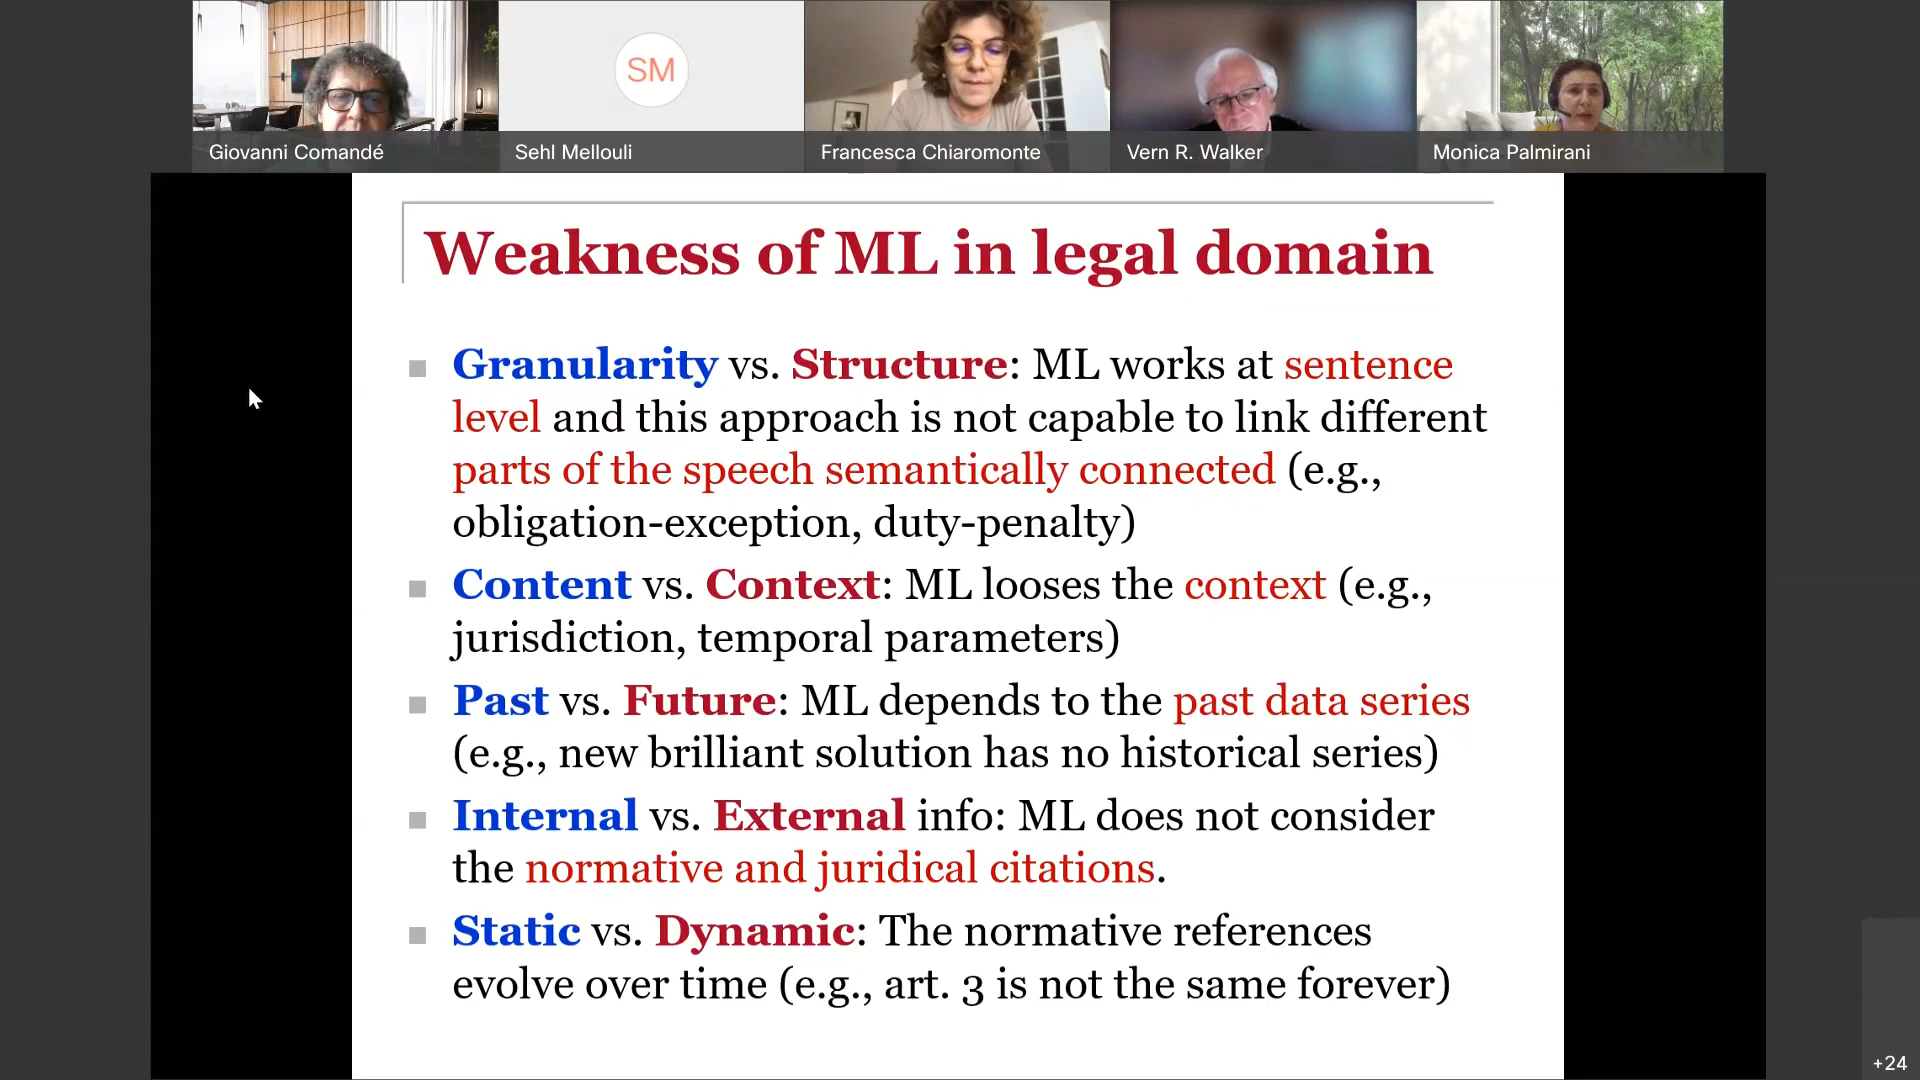 SM
Giovanni Comandé
Sehl Mellouli
Francesca Chiaromonte
Vern R. Walker
Monica Palmirani
Weakness of ML in legal domain
Granularity vs. Structure: ML works at sentence
level and this approach is not capable to link different
parts of the speech semantically connected (e.g.,
obligation-exception, duty-penalty)
Content vs. Context: ML looses the context (e.g.,
jurisdiction, temporal parameters)
Past vs. Future: ML depends to the past data series
(e.g., new brilliant solution has no historical series)
Internal vs. External info: ML does not consider
the normative and juridical citations.
Static vs. Dynamic: The normative references
evolve over time (e.g., art. 3 is not the same forever)
+24